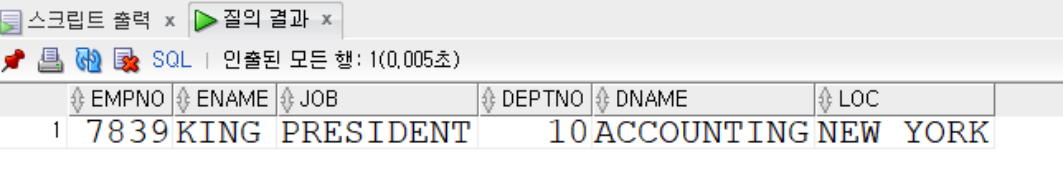 스크립트 출력 x 질의 결과 x
SQL | 인출된 모든 행: 1(0,005초)
EMPNO ENAME JOB DEPTNO DNAME LOC
1 7839 KING PRESIDENT 10 ACCOUNTING NEW YORK